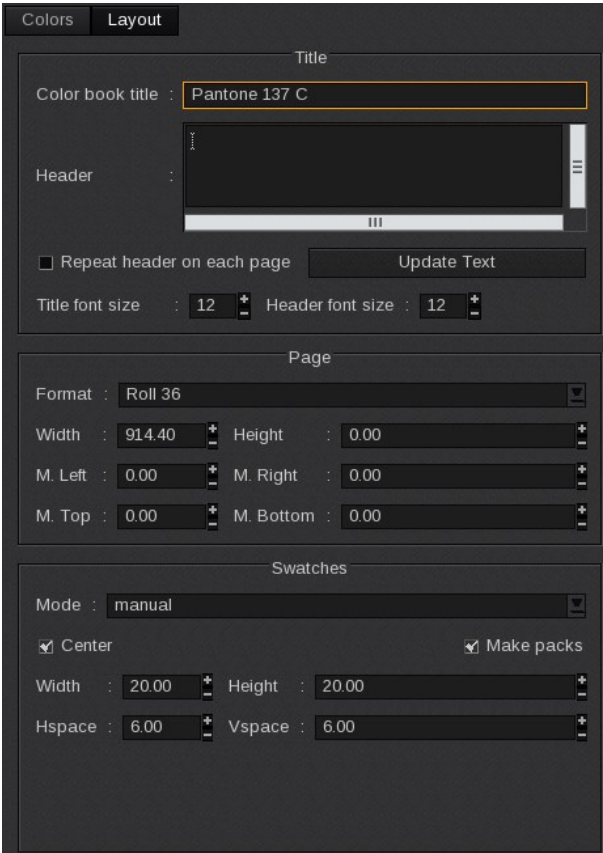 Colors Layout
Title
Color book title : Pantone 137 C
Header :
Repeat header on each page Update Text
Title font size : 12 Header font size : 12
Page
Format : Roll 36
Width : 914.40 Height : 0.00
M. Left : 0.00 M. Right : 0.00
M. Top : 0.00 M. Bottom : 0.00
Swatches
Mode : manual
Center Make packs
Width : 20.00 Height : 20.00
Hspace : 6.00 Vspace : 6.00